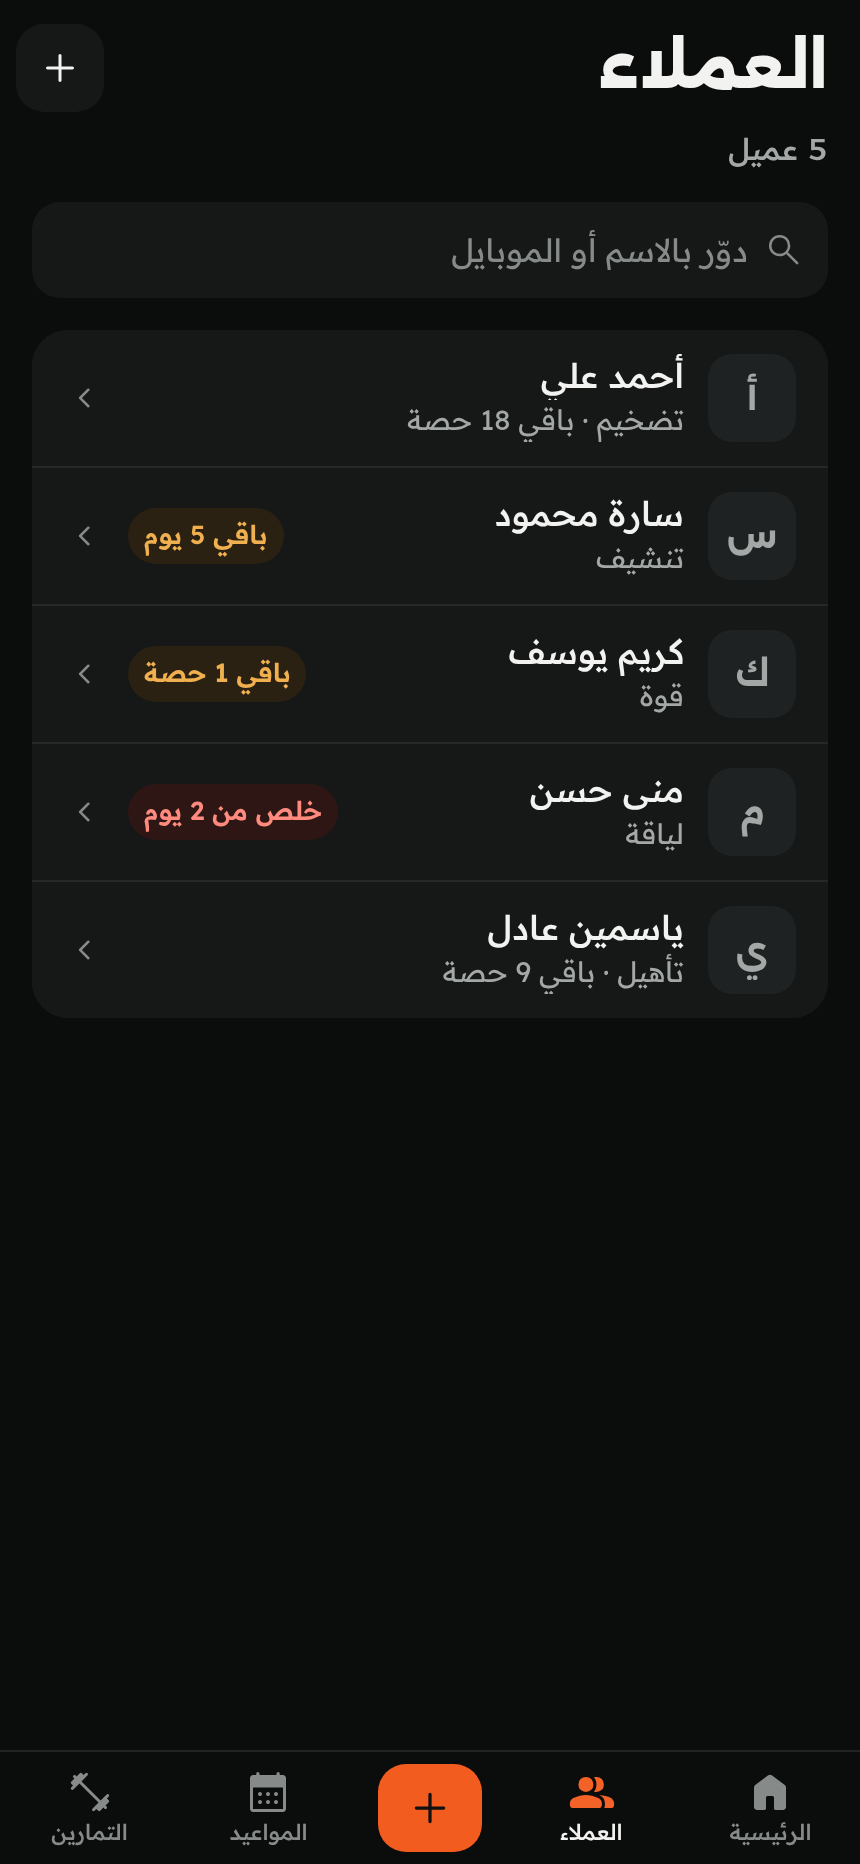 العملاء
5 عميل
دوّر بالاسم أو الموبايل
أ
أحمد علي
تضخيم · باقي 18 حصة
س
سارة محمود
تنشيف
باقي 5 يوم
ك
كريم يوسف
قوة
باقي 1 حصة
م
منى حسن
لياقة
خلص من 2 يوم
ي
ياسمين عادل
تأهيل · باقي 9 حصة
الرئيسية
العملاء
المواعيد
التمارين